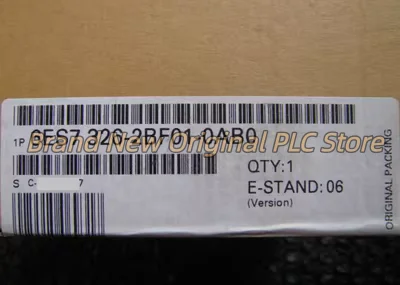 1P 6ES7 326-2BF01-0AB0
Brand New Original PLC Store
S C-
7
QTY:1
E-STAND: 06
(Version)
ORIGINAL PACKING